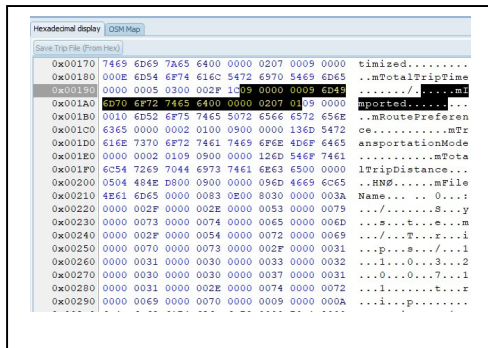 Hexadecimal display OSM Map
Save Trip File (From Hex)
0x00170 7469 6D69 7A65 6400 0000 0207 0009 0000 timized.........
0x00180 000E 6D54 6F74 616C 5472 6970 5469 6D65 ..mTotalTripTime
0x00190 0000 0005 0300 002F 1C09 0000 0009 6D49 ......./......mI
0x001A0 6D70 6F72 7465 6400 0000 0207 0109 0000 mported.........
0x001B0 0010 6D52 6F75 7465 5072 6566 6572 656E ..mRoutePreferen
0x001C0 6365 0000 0002 0100 0900 0000 136D 5472 ce...........mTr
0x001D0 616E 7370 6F72 7461 7469 6F6E 4D6F 6465 ansportationMode
0x001E0 0000 0002 0109 0900 0000 126D 546F 7461 ...........mTota
0x001F0 6C54 7269 7044 6973 7461 6E63 6500 0000 lTripDistance...
0x00200 0504 484E D800 0900 0000 096D 4669 6C65 ..HNØ......mFile
0x00210 4E61 6D65 0000 0083 0E00 8030 0000 003A Name.... ..0...:
0x00220 0000 002F 0000 002E 0000 0053 0000 0079 .../.......S...y
0x00230 0000 0073 0000 0074 0000 0065 0000 006D ...s...t...e...m
0x00240 0000 002F 0000 0054 0000 0072 0000 0069 .../...T...r...i
0x00250 0000 0070 0000 0073 0000 002F 0000 0031 ...p...s.../...1
0x00260 0000 0031 0000 0030 0000 0033 0000 0032 ...1...0...3...2
0x00270 0000 0030 0000 0030 0000 0037 0000 0031 ...0...0...7...1
0x00280 0000 0031 0000 002E 0000 0074 0000 0072 ...1.......t...r
0x00290 0000 0069 0000 0070 0000 0009 0000 000A ...i...p........